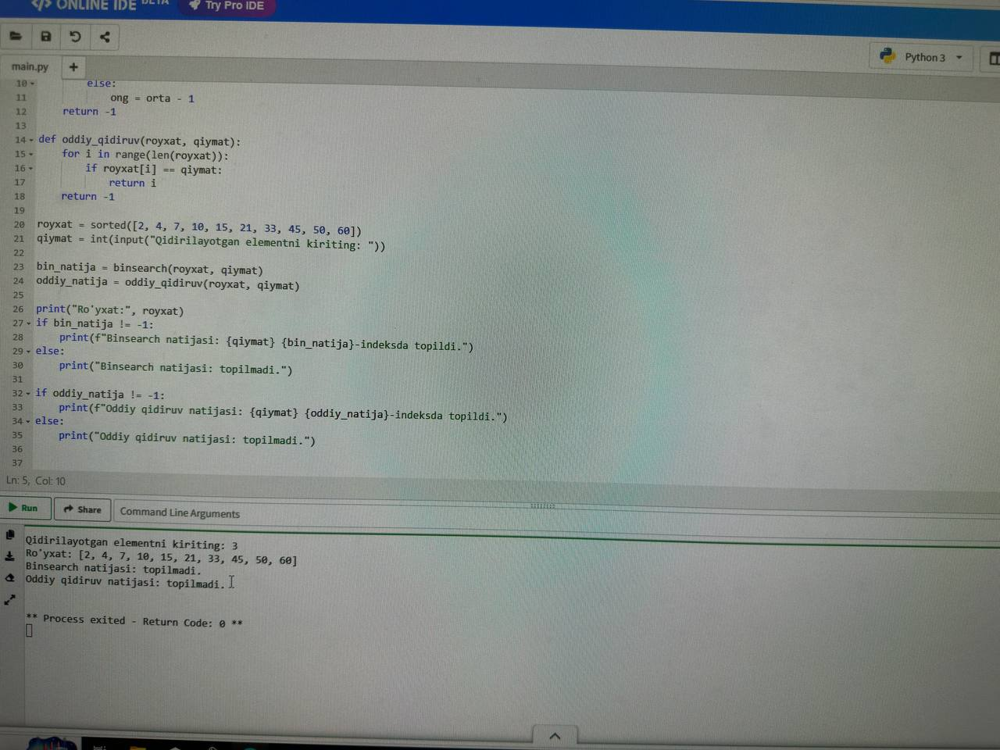 </> ONLINE IDE BETA
Try Pro IDE
Python 3
main.py
+
10 else:
11 ong = orta - 1
12 return -1
13
14 def oddiy_qidiruv(royxat, qiymat):
15 for i in range(len(royxat)):
16 if royxat[i] == qiymat:
17 return i
18 return -1
19
20 royxat = sorted([2, 4, 7, 10, 15, 21, 33, 45, 50, 60])
21 qiymat = int(input("Qidirilayotgan elementni kiriting: "))
22
23 bin_natija = binsearch(royxat, qiymat)
24 oddiy_natija = oddiy_qidiruv(royxat, qiymat)
25
26 print("Ro'yxat:", royxat)
27 if bin_natija != -1:
28 print(f"Binsearch natijasi: {qiymat} {bin_natija}-indeksda topildi.")
29 else:
30 print("Binsearch natijasi: topilmadi.")
31
32 if oddiy_natija != -1:
33 print(f"Oddiy qidiruv natijasi: {qiymat} {oddiy_natija}-indeksda topildi.")
34 else:
35 print("Oddiy qidiruv natijasi: topilmadi.")
36
37
Ln: 5, Col: 10
Run
Share
Command Line Arguments
Qidirilayotgan elementni kiriting: 3
Ro'yxat: [2, 4, 7, 10, 15, 21, 33, 45, 50, 60]
Binsearch natijasi: topilmadi.
Oddiy qidiruv natijasi: topilmadi.
** Process exited - Return Code: 0 **